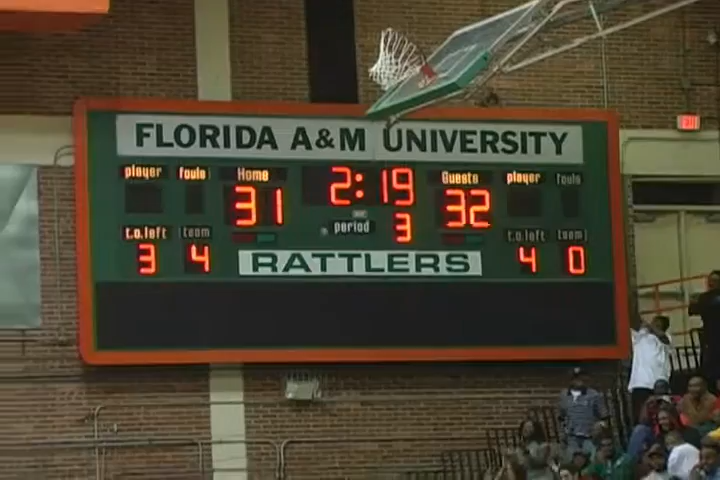 FLORIDA A&M UNIVERSITY
player fouls Home 2:19 Guests player fouls
31 32
period 3
t.o.left team t.o.left team
3 4 4 0
RATTLERS
EXIT